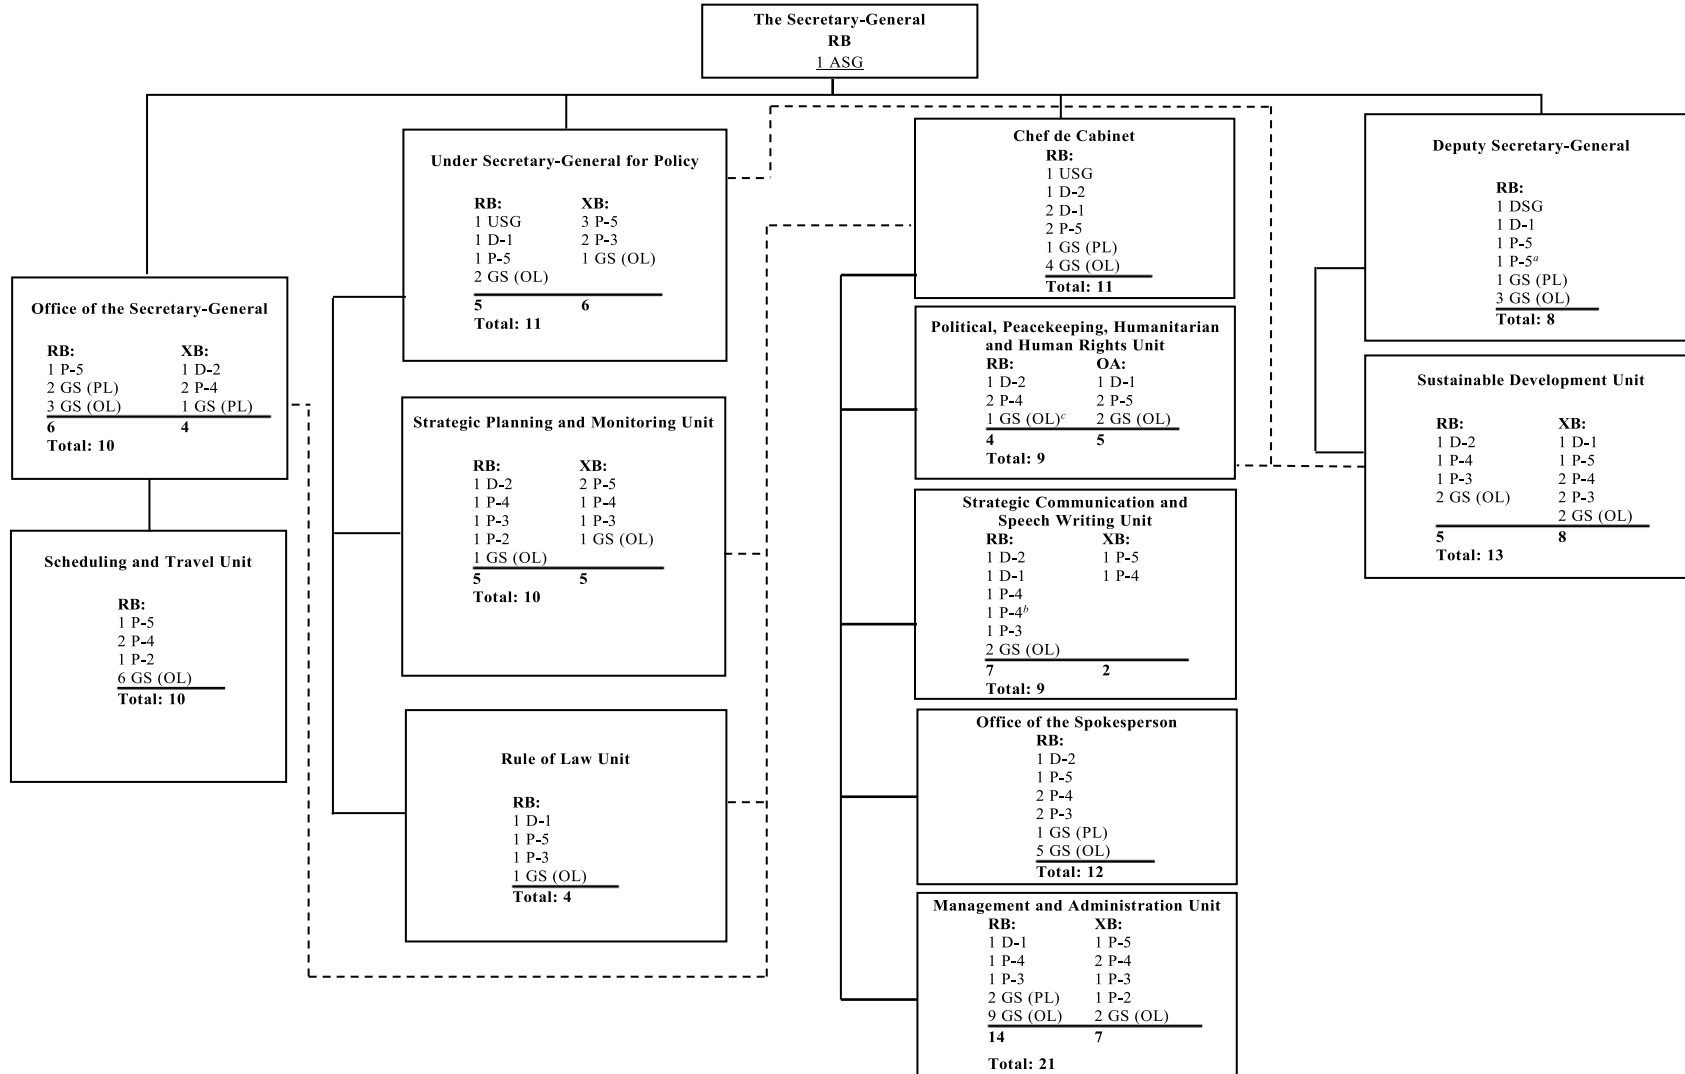 The Secretary-General
RB
1 ASG
Office of the Secretary-General
RB: XB:
1 P-5 1 D-2
2 GS (PL) 2 P-4
3 GS (OL) 1 GS (PL)
6 4
Total: 10
Scheduling and Travel Unit
RB:
1 P-5
2 P-4
1 P-2
6 GS (OL)
Total: 10
Under Secretary-General for Policy
RB: XB:
1 USG 3 P-5
1 D-1 2 P-3
1 P-5 1 GS (OL)
2 GS (OL)
5 6
Total: 11
Strategic Planning and Monitoring Unit
RB: XB:
1 D-2 2 P-5
1 P-4 1 P-4
1 P-3 1 P-3
1 P-2 1 GS (OL)
1 GS (OL)
5 5
Total: 10
Rule of Law Unit
RB:
1 D-1
1 P-5
1 P-3
1 GS (OL)
Total: 4
Chef de Cabinet
RB:
1 USG
1 D-2
2 D-1
2 P-5
1 GS (PL)
4 GS (OL)
Total: 11
Political, Peacekeeping, Humanitarian
and Human Rights Unit
RB: OA:
1 D-2 1 D-1
2 P-4 2 P-5
1 GS (OL)c 2 GS (OL)
4 5
Total: 9
Strategic Communication and
Speech Writing Unit
RB: XB:
1 D-2 1 P-5
1 D-1 1 P-4
1 P-4
1 P-4b
1 P-3
2 GS (OL)
7 2
Total: 9
Office of the Spokesperson
RB:
1 D-2
1 P-5
2 P-4
2 P-3
1 GS (PL)
5 GS (OL)
Total: 12
Management and Administration Unit
RB: XB:
1 D-1 1 P-5
1 P-4 2 P-4
1 P-3 1 P-3
2 GS (PL) 1 P-2
9 GS (OL) 2 GS (OL)
14 7
Total: 21
Deputy Secretary-General
RB:
1 DSG
1 D-1
1 P-5
1 P-5a
1 GS (PL)
3 GS (OL)
Total: 8
Sustainable Development Unit
RB: XB:
1 D-2 1 D-1
1 P-4 1 P-5
1 P-3 2 P-4
2 GS (OL) 2 P-3
2 GS (OL)
5 8
Total: 13